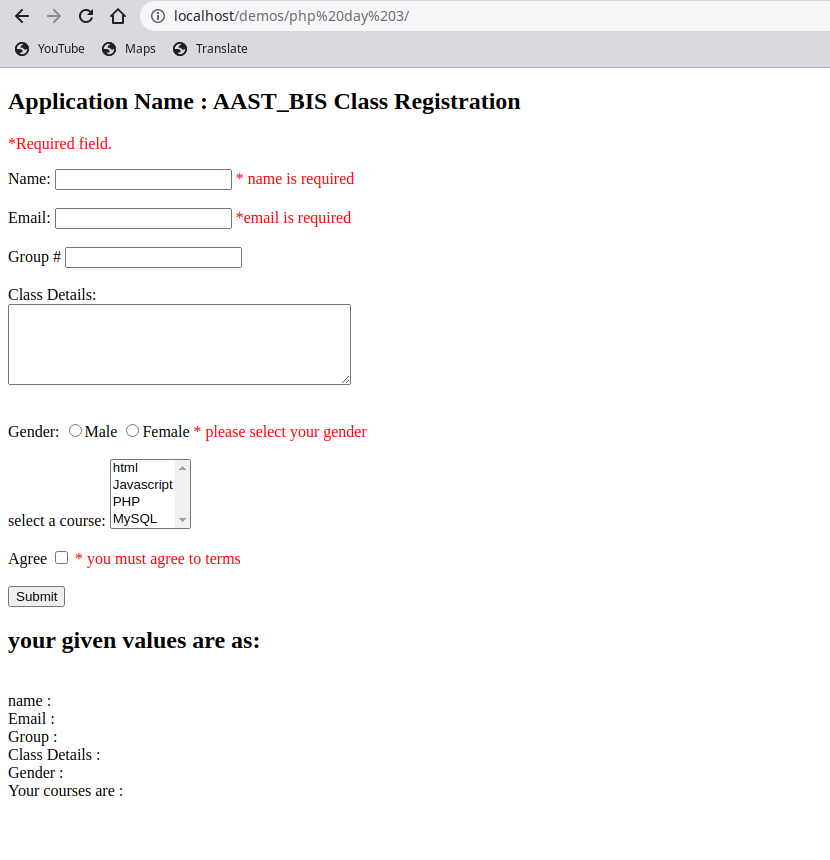 localhost/demos/php%20day%203/
YouTube Maps Translate
Application Name : AAST_BIS Class Registration
*Required field.
Name: * name is required
Email: *email is required
Group #
Class Details:
Gender: Male Female * please select your gender
html
Javascript
PHP
MySQL
select a course:
Agree * you must agree to terms
Submit
your given values are as:
name :
Email :
Group :
Class Details :
Gender :
Your courses are :